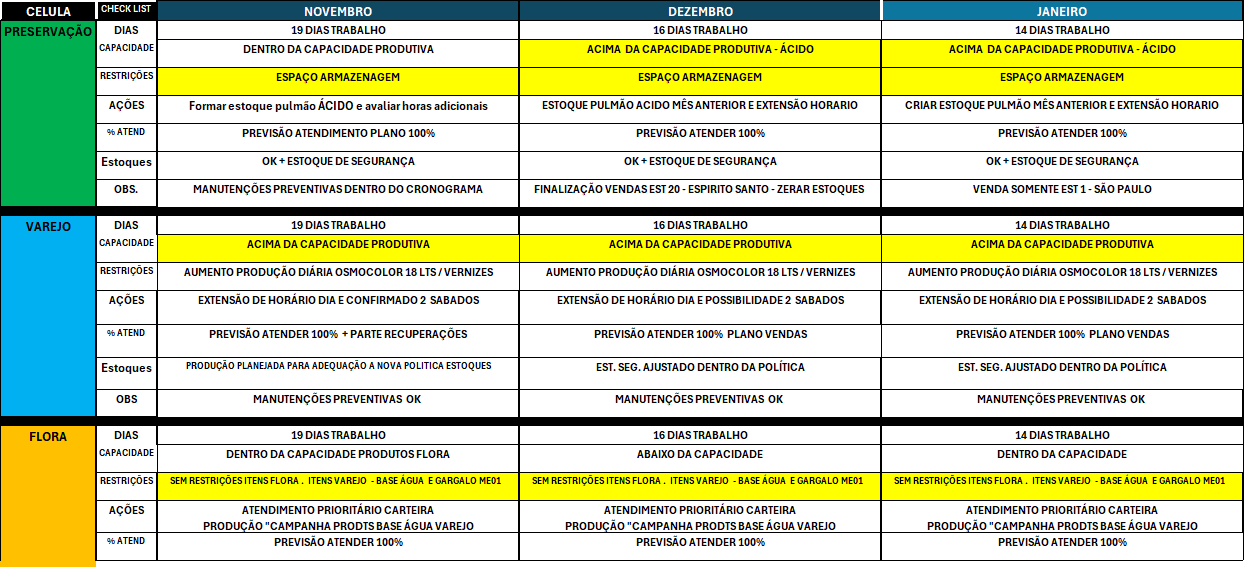 CELULA CHECK LIST NOVEMBRO DEZEMBRO JANEIRO
PRESERVAÇÃO DIAS 19 DIAS TRABALHO 16 DIAS TRABALHO 14 DIAS TRABALHO
CAPACIDADE DENTRO DA CAPACIDADE PRODUTIVA ACIMA DA CAPACIDADE PRODUTIVA - ÁCIDO ACIMA DA CAPACIDADE PRODUTIVA - ÁCIDO
RESTRIÇÕES ESPAÇO ARMAZENAGEM ESPAÇO ARMAZENAGEM ESPAÇO ARMAZENAGEM
AÇÕES Formar estoque pulmão ÁCIDO e avaliar horas adicionais ESTOQUE PULMÃO ACIDO MÊS ANTERIOR E EXTENSÃO HORARIO CRIAR ESTOQUE PULMÃO MÊS ANTERIOR E EXTENSÃO HORARIO
% ATEND PREVISÃO ATENDIMENTO PLANO 100% PREVISÃO ATENDER 100% PREVISÃO ATENDER 100%
Estoques OK + ESTOQUE DE SEGURANÇA OK + ESTOQUE DE SEGURANÇA OK + ESTOQUE DE SEGURANÇA
OBS. MANUTENÇÕES PREVENTIVAS DENTRO DO CRONOGRAMA FINALIZAÇÃO VENDAS EST 20 - ESPIRITO SANTO - ZERAR ESTOQUES VENDA SOMENTE EST 1 - SÃO PAULO
VAREJO DIAS 19 DIAS TRABALHO 16 DIAS TRABALHO 14 DIAS TRABALHO
CAPACIDADE ACIMA DA CAPACIDADE PRODUTIVA ACIMA DA CAPACIDADE PRODUTIVA ACIMA DA CAPACIDADE PRODUTIVA
RESTRIÇÕES AUMENTO PRODUÇÃO DIÁRIA OSMOCOLOR 18 LTS / VERNIZES AUMENTO PRODUÇÃO DIÁRIA OSMOCOLOR 18 LTS / VERNIZES AUMENTO PRODUÇÃO DIÁRIA OSMOCOLOR 18 LTS / VERNIZES
AÇÕES EXTENSÃO DE HORÁRIO DIA E CONFIRMADO 2 SABADOS EXTENSÃO DE HORÁRIO DIA E POSSIBILIDADE 2 SABADOS EXTENSÃO DE HORÁRIO DIA E POSSIBILIDADE 2 SABADOS
% ATEND PREVISÃO ATENDER 100% + PARTE RECUPERAÇÕES PREVISÃO ATENDER 100% PLANO VENDAS PREVISÃO ATENDER 100% PLANO VENDAS
Estoques PRODUÇÃO PLANEJADA PARA ADEQUAÇÃO A NOVA POLITICA ESTOQUES EST. SEG. AJUSTADO DENTRO DA POLÍTICA EST. SEG. AJUSTADO DENTRO DA POLÍTICA
OBS MANUTENÇÕES PREVENTIVAS OK MANUTENÇÕES PREVENTIVAS OK MANUTENÇÕES PREVENTIVAS OK
FLORA DIAS 19 DIAS TRABALHO 16 DIAS TRABALHO 14 DIAS TRABALHO
CAPACIDADE DENTRO DA CAPACIDADE PRODUTOS FLORA ABAIXO DA CAPACIDADE DENTRO DA CAPACIDADE
RESTRIÇÕES SEM RESTRIÇÕES ITENS FLORA . ITENS VAREJO - BASE ÁGUA E GARGALO ME01 SEM RESTRIÇÕES ITENS FLORA . ITENS VAREJO - BASE ÁGUA E GARGALO ME01 SEM RESTRIÇÕES ITENS FLORA . ITENS VAREJO - BASE ÁGUA E GARGALO ME01
AÇÕES ATENDIMENTO PRIORITÁRIO CARTEIRA ATENDIMENTO PRIORITÁRIO CARTEIRA ATENDIMENTO PRIORITÁRIO CARTEIRA
PRODUÇÃO "CAMPANHA PRODTS BASE ÁGUA VAREJO PRODUÇÃO "CAMPANHA PRODTS BASE ÁGUA VAREJO PRODUÇÃO "CAMPANHA PRODTS BASE ÁGUA VAREJO
% ATEND PREVISÃO ATENDER 100% PREVISÃO ATENDER 100% PREVISÃO ATENDER 100%